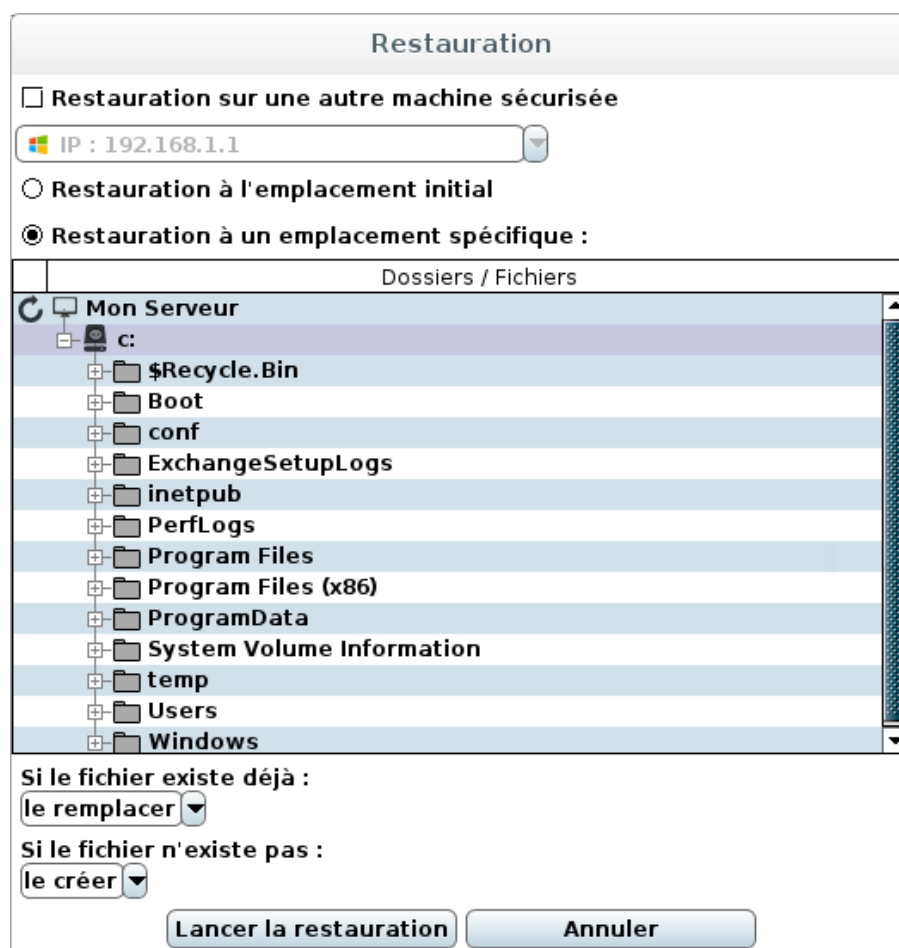 Restauration
Restauration sur une autre machine sécurisée
IP : 192.168.1.1
Restauration à l'emplacement initial
Restauration à un emplacement spécifique :
Dossiers / Fichiers
Mon Serveur
c:
$Recycle.Bin
Boot
conf
ExchangeSetupLogs
inetpub
PerfLogs
Program Files
Program Files (x86)
ProgramData
System Volume Information
temp
Users
Windows
Si le fichier existe déjà :
le remplacer
Si le fichier n'existe pas :
le créer
Lancer la restauration Annuler